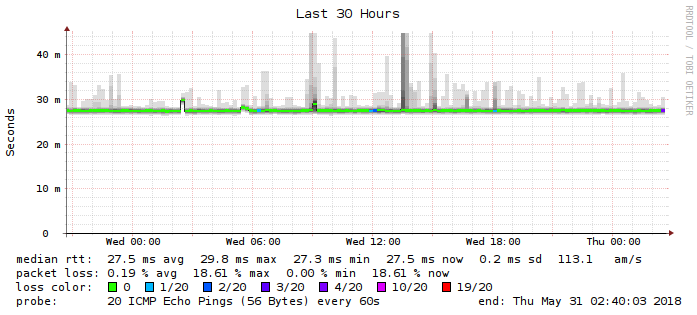 Last 30 Hours
RRDTOOL / TOBI OETIKER
Seconds
40 m
30 m
20 m
10 m
0
Wed 00:00 Wed 06:00 Wed 12:00 Wed 18:00 Thu 00:00
median rtt: 27.5 ms avg 29.8 ms max 27.3 ms min 27.5 ms now 0.2 ms sd 113.1 am/s
packet loss: 0.19 % avg 18.61 % max 0.00 % min 18.61 % now
loss color: 0 1/20 2/20 3/20 4/20 10/20 19/20
probe: 20 ICMP Echo Pings (56 Bytes) every 60s end: Thu May 31 02:40:03 2018